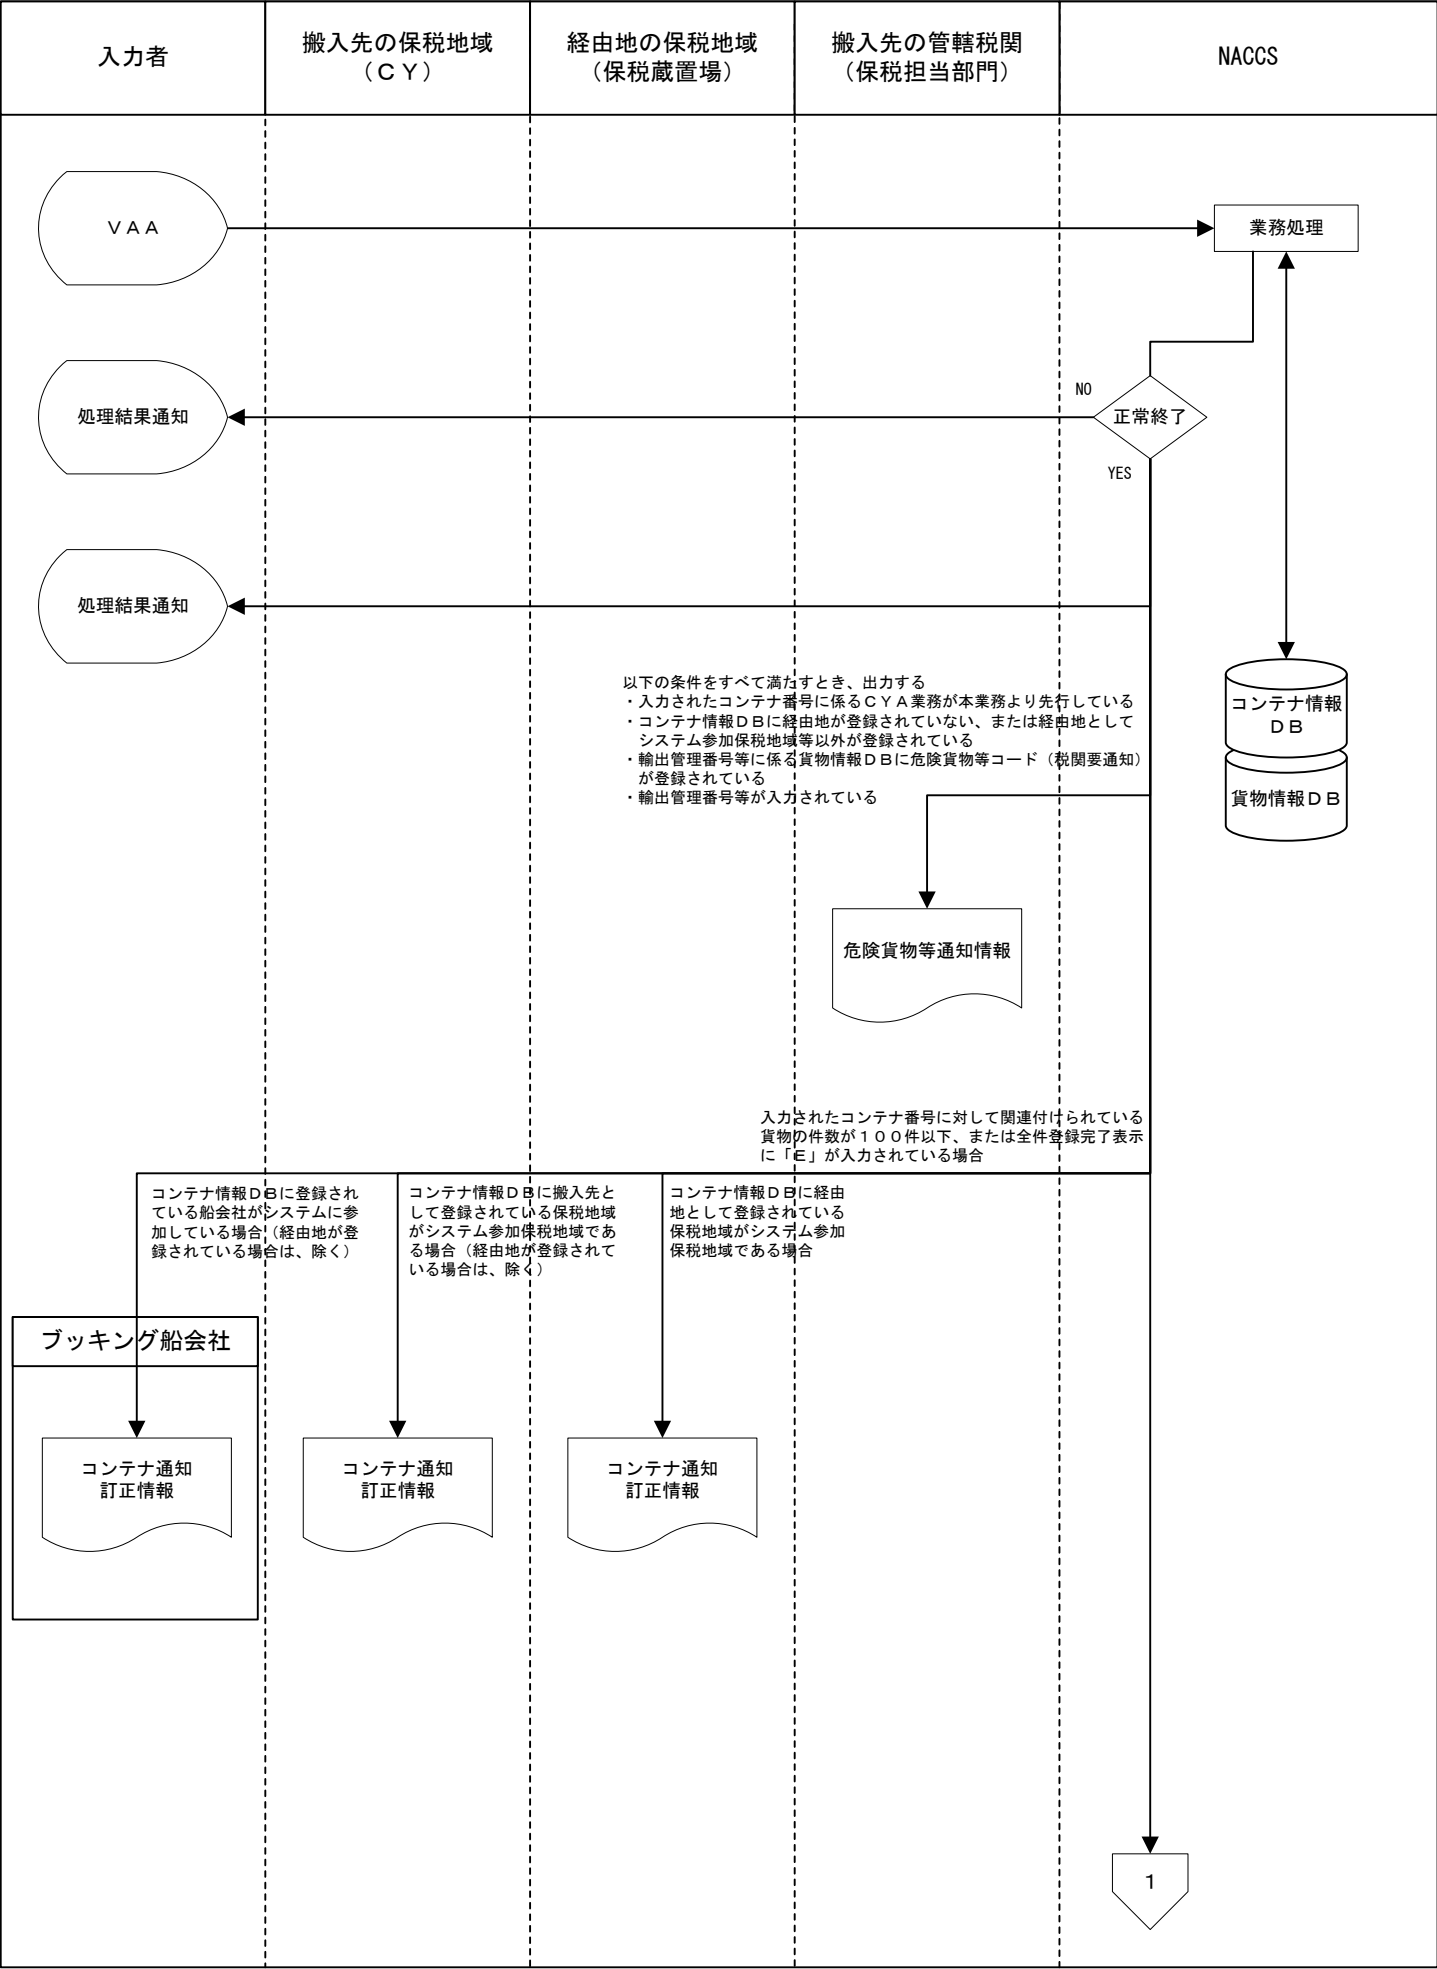 入力者
搬入先の保税地域
（ＣＹ）
経由地の保税地域
（保税蔵置場）
搬入先の管轄税関
（保税担当部門）
NACCS
ＶＡＡ
業務処理
処理結果通知
NO
正常終了
YES
処理結果通知
以下の条件をすべて満たすとき、出力する
・入力されたコンテナ番号に係るＣＹＡ業務が本業務より先行している
・コンテナ情報ＤＢに経由地が登録されていない、または経由地として
システム参加保税地域等以外が登録されている
・輸出管理番号等に係る貨物情報ＤＢに危険貨物等コード（税関要通知）
が登録されている
・輸出管理番号等が入力されている
コンテナ情報
ＤＢ
貨物情報ＤＢ
危険貨物等通知情報
入力されたコンテナ番号に対して関連付けられている
貨物の件数が１００件以下、または全件登録完了表示
に「Ｅ」が入力されている場合
コンテナ情報ＤＢに登録され
ている船会社がシステムに参
加している場合（経由地が登
録されている場合は、除く）
コンテナ情報ＤＢに搬入先と
して登録されている保税地域
がシステム参加保税地域であ
る場合（経由地が登録されて
いる場合は、除く）
コンテナ情報ＤＢに経由
地として登録されている
保税地域がシステム参加
保税地域である場合
ブッキング船会社
コンテナ通知
訂正情報
コンテナ通知
訂正情報
コンテナ通知
訂正情報
１